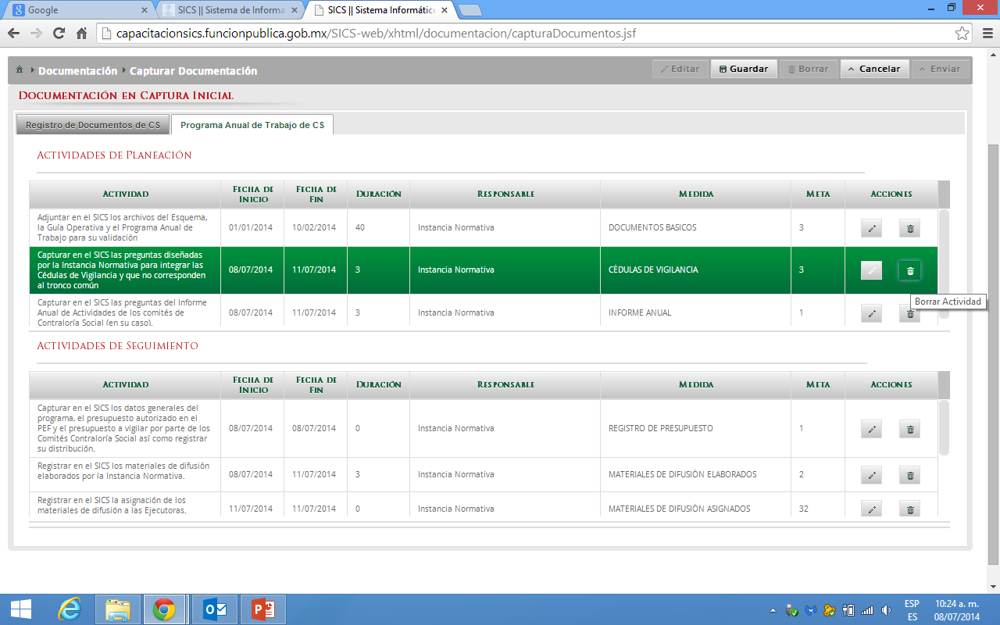 Google
SICS || Sistema de Informa
SICS || Sistema Informático
capacitacionsics.funcionpublica.gob.mx/SICS-web/xhtml/documentacion/capturaDocumentos.jsf
Documentación Capturar Documentación
Editar Guardar Borrar Cancelar Enviar
Documentación en Captura Inicial
Registro de Documentos de CS Programa Anual de Trabajo de CS
Actividades de Planeación
Actividad Fecha de Inicio Fecha de Fin Duración Responsable Medida Meta Acciones
Adjuntar en el SICS los archivos del Esquema,
la Guía Operativa y el Programa Anual de
Trabajo para su validación
01/01/2014 10/02/2014 40 Instancia Normativa DOCUMENTOS BASICOS 3
Capturar en el SICS las preguntas diseñadas
por la Instancia Normativa para integrar las
Cédulas de Vigilancia y que no corresponden
al tronco común
08/07/2014 11/07/2014 3 Instancia Normativa CÉDULAS DE VIGILANCIA 3
Borrar Actividad
Capturar en el SICS las preguntas del Informe
Anual de Actividades de los comités de
Contraloría Social (en su caso).
08/07/2014 11/07/2014 3 Instancia Normativa INFORME ANUAL 1
Actividades de Seguimiento
Actividad Fecha de Inicio Fecha de Fin Duración Responsable Medida Meta Acciones
Capturar en el SICS los datos generales del
programa, el presupuesto autorizado en el
PEF y el presupuesto a vigilar por parte de los
Comités Contraloría Social así como registrar
su distribución.
08/07/2014 08/07/2014 0 Instancia Normativa REGISTRO DE PRESUPUESTO 1
Registrar en el SICS los materiales de difusión
elaborados por la Instancia Normativa.
08/07/2014 11/07/2014 3 Instancia Normativa MATERIALES DE DIFUSIÓN ELABORADOS 2
Registrar en el SICS la asignación de los
materiales de difusión a las Ejecutoras.
11/07/2014 11/07/2014 0 Instancia Normativa MATERIALES DE DIFUSIÓN ASIGNADOS 32
ESP
ES
10:24 a. m.
08/07/2014